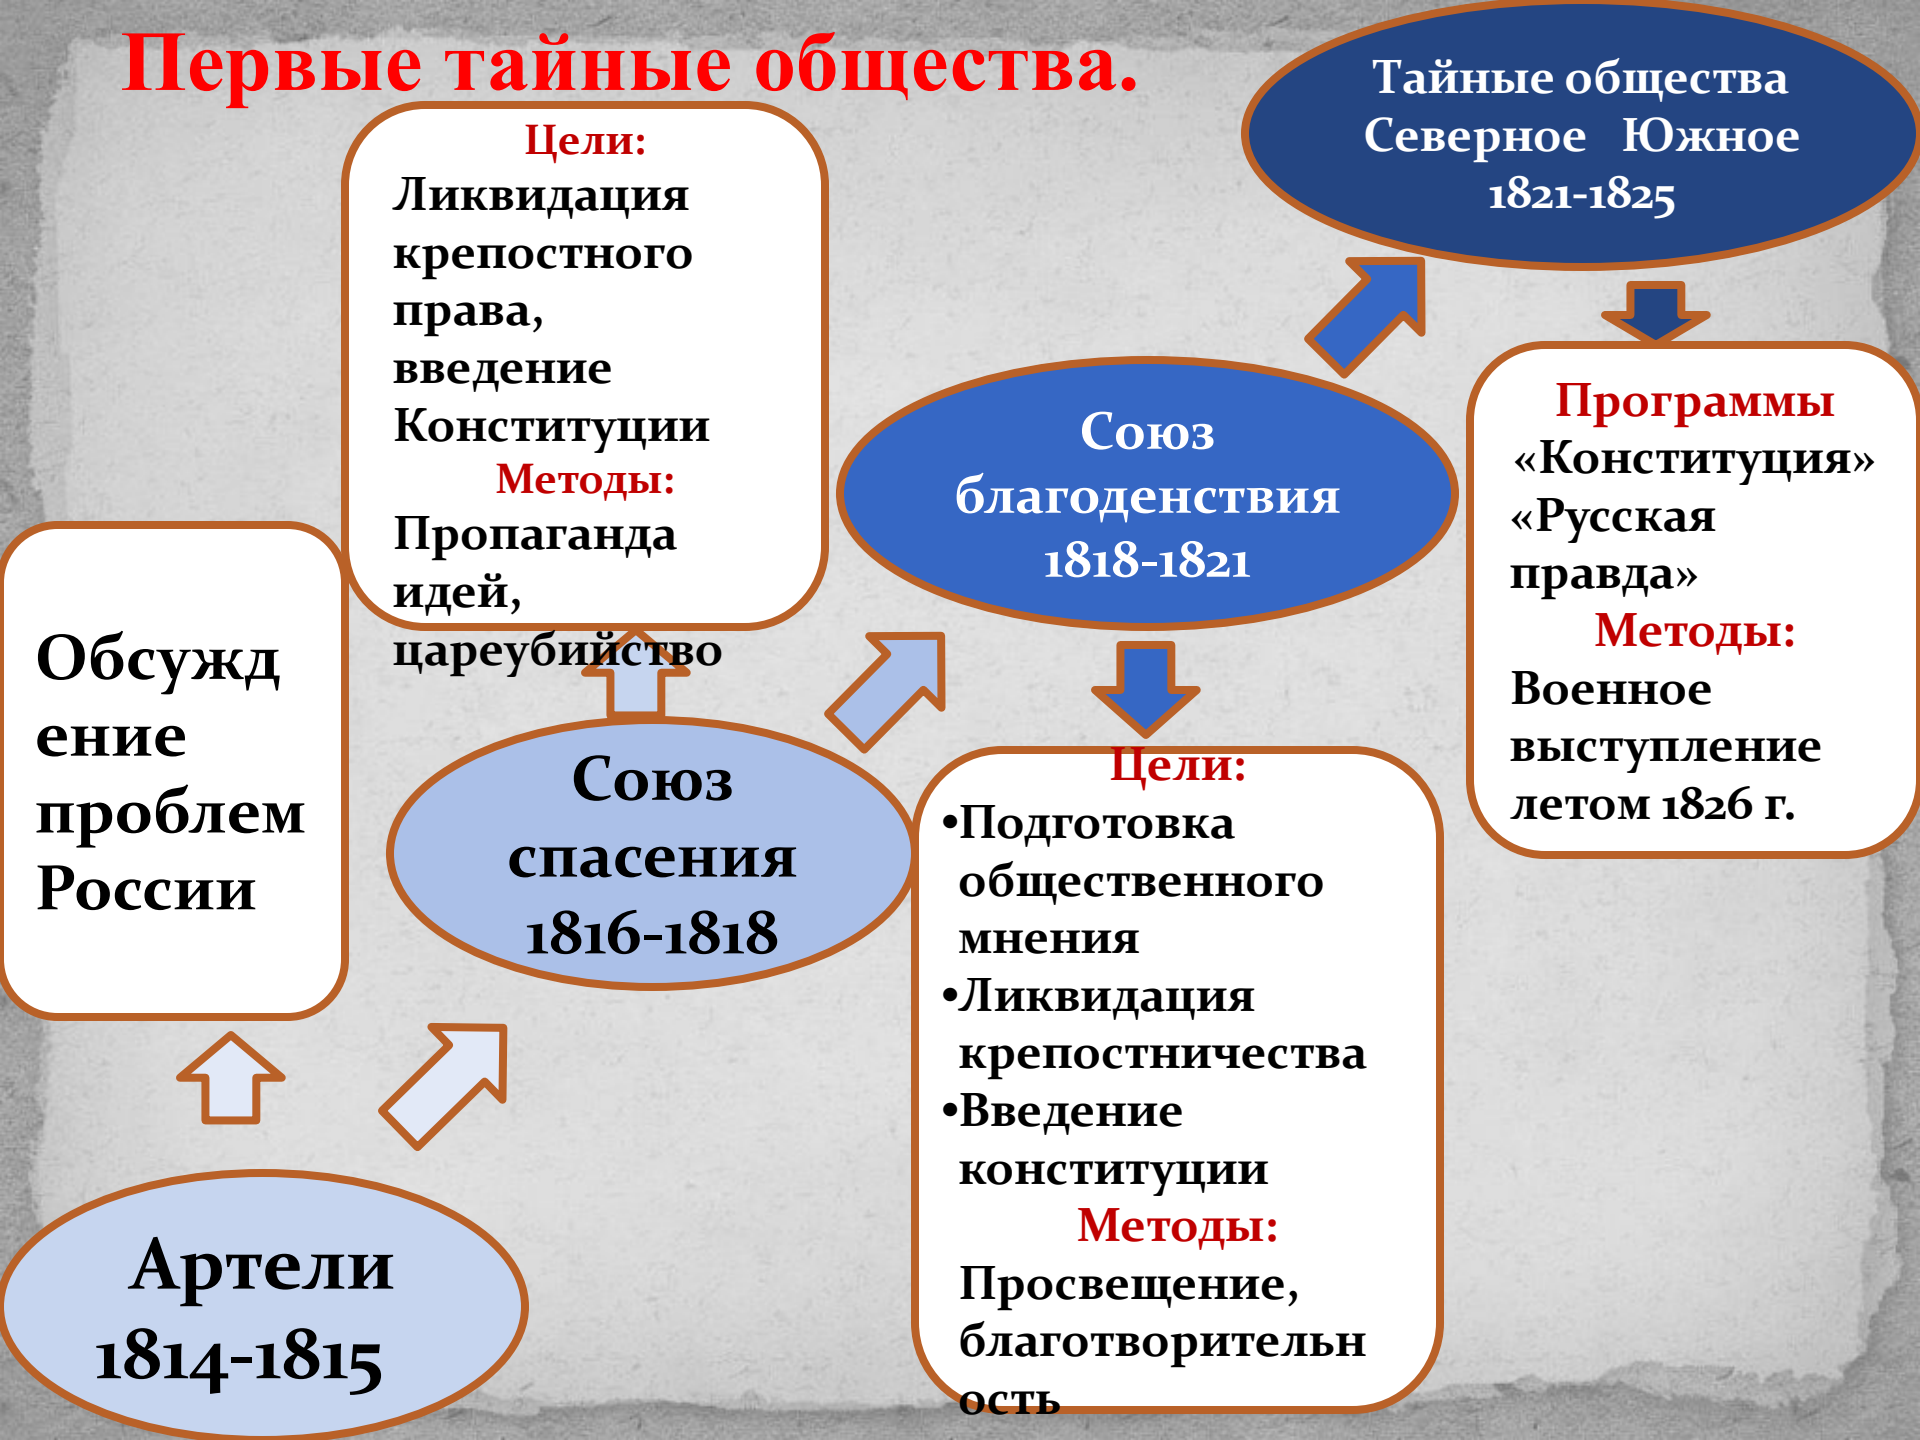 Первые тайные общества.
Тайные общества
Северное Южное
1821-1825
Цели:
Ликвидация
крепостного
права,
введение
Конституции
Методы:
Пропаганда
идей,
цареубийство
Программы
«Конституция»
«Русская
правда»
Методы:
Военное
выступление
летом 1826 г.
Союз
благоденствия
1818-1821
Обсужд
ение
проблем
России
Союз
спасения
1816-1818
Цели:
•Подготовка
общественного
мнения
•Ликвидация
крепостничества
•Введение
конституции
Методы:
Просвещение,
благотворительн
ость
Артели
1814-1815